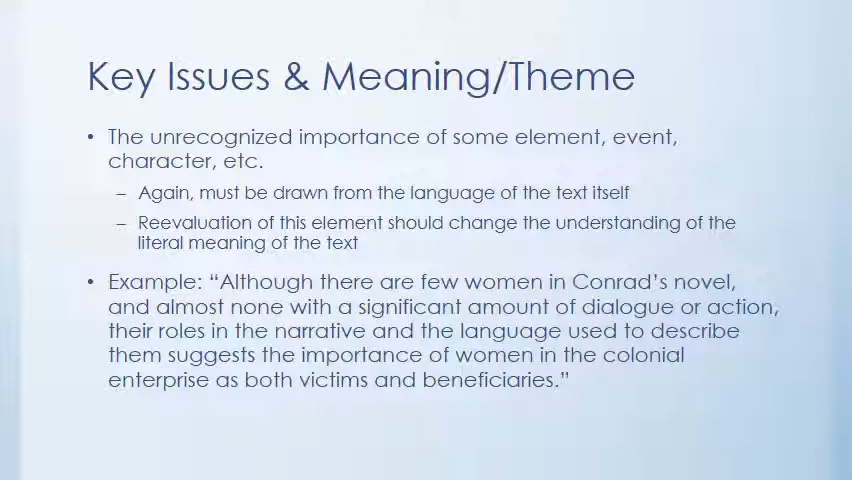 Key Issues & Meaning/Theme
• The unrecognized importance of some element, event,
character, etc.
– Again, must be drawn from the language of the text itself
– Reevaluation of this element should change the understanding of the
literal meaning of the text
• Example: “Although there are few women in Conrad’s novel,
and almost none with a significant amount of dialogue or action,
their roles in the narrative and the language used to describe
them suggests the importance of women in the colonial
enterprise as both victims and beneficiaries.”